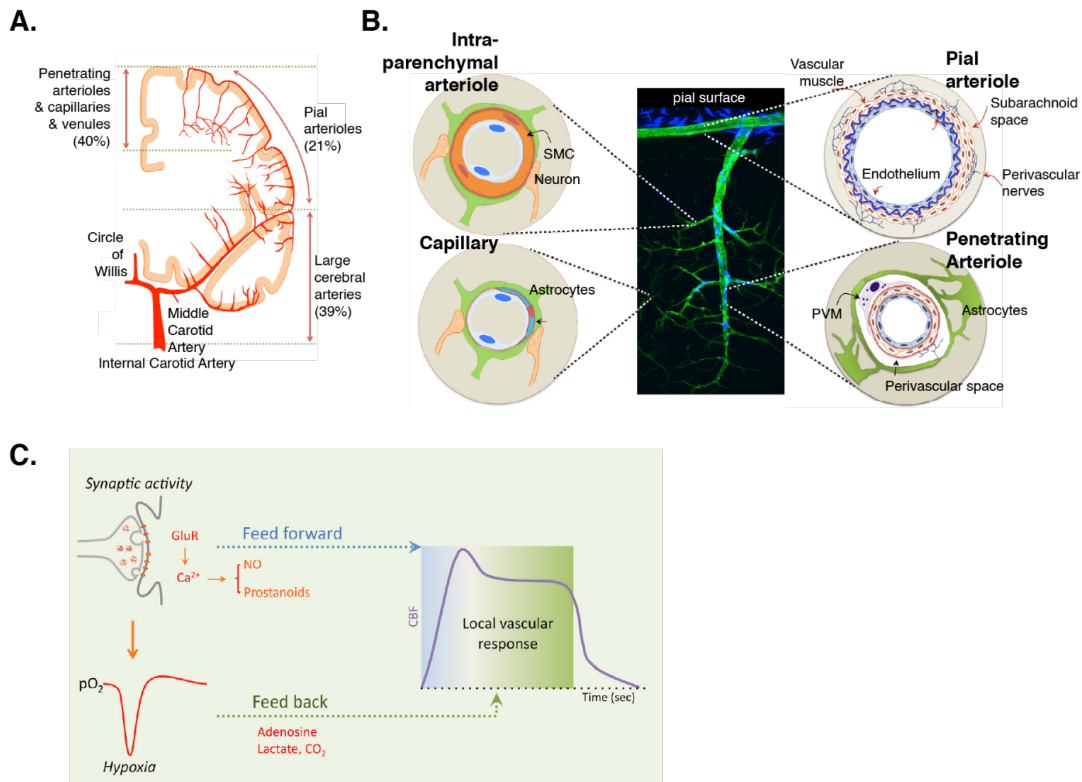 A.
Penetrating
arterioles
& capillaries
& venules
(40%)
Pial
arterioles
(21%)
Circle
of
Willis
Large
cerebral
arteries
(39%)
Middle
Carotid
Artery
Internal Carotid Artery
B.
Intra-
parenchymal
arteriole
SMC
Neuron
Capillary
Astrocytes
pial surface
Vascular
muscle
Pial
arteriole
Subarachnoid
space
Endothelium
Perivascular
nerves
Penetrating
Arteriole
PVM
Astrocytes
Perivascular space
C.
Synaptic activity
GluR
Ca²⁺
NO
Prostanoids
Feed forward
CBF
Local vascular
response
Time (sec)
pO₂
Hypoxia
Feed back
Adenosine
Lactate, CO₂